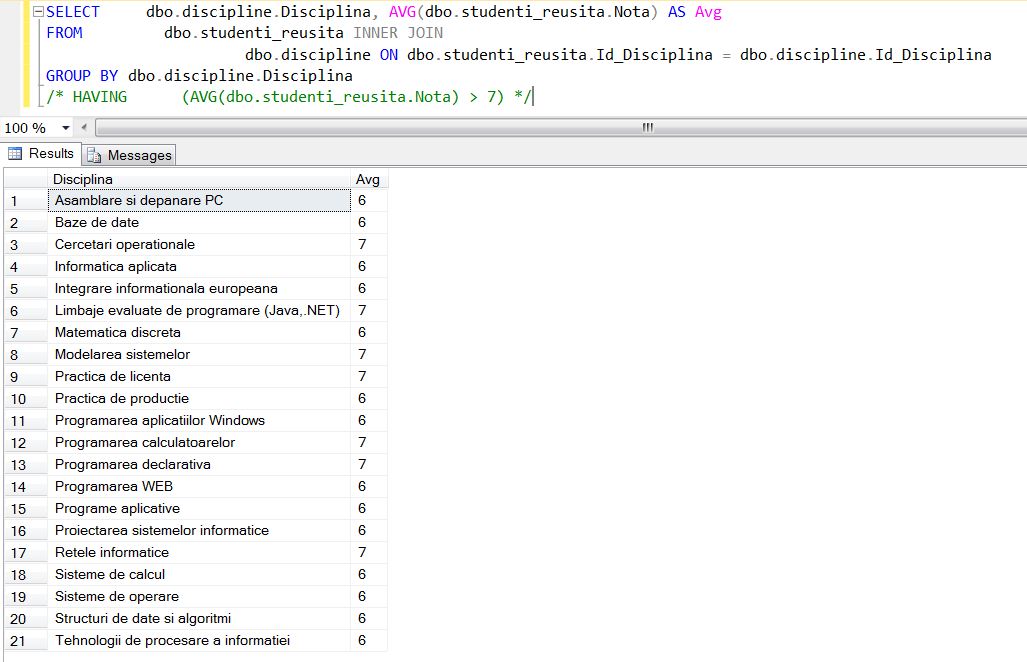 SELECT dbo.discipline.Disciplina, AVG(dbo.studenti_reusita.Nota) AS Avg
FROM dbo.studenti_reusita INNER JOIN
dbo.discipline ON dbo.studenti_reusita.Id_Disciplina = dbo.discipline.Id_Disciplina
GROUP BY dbo.discipline.Disciplina
/* HAVING (AVG(dbo.studenti_reusita.Nota) > 7) */
100 %
Results Messages
Disciplina Avg
1 Asamblare si depanare PC 6
2 Baze de date 6
3 Cercetari operationale 7
4 Informatica aplicata 6
5 Integrare informationala europeana 6
6 Limbaje evaluate de programare (Java,.NET) 7
7 Matematica discreta 6
8 Modelarea sistemelor 7
9 Practica de licenta 7
10 Practica de productie 6
11 Programarea aplicatiilor Windows 6
12 Programarea calculatoarelor 7
13 Programarea declarativa 7
14 Programarea WEB 6
15 Programe aplicative 6
16 Proiectarea sistemelor informatice 6
17 Retele informatice 7
18 Sisteme de calcul 6
19 Sisteme de operare 6
20 Structuri de date si algoritmi 6
21 Tehnologii de procesare a informatiei 6